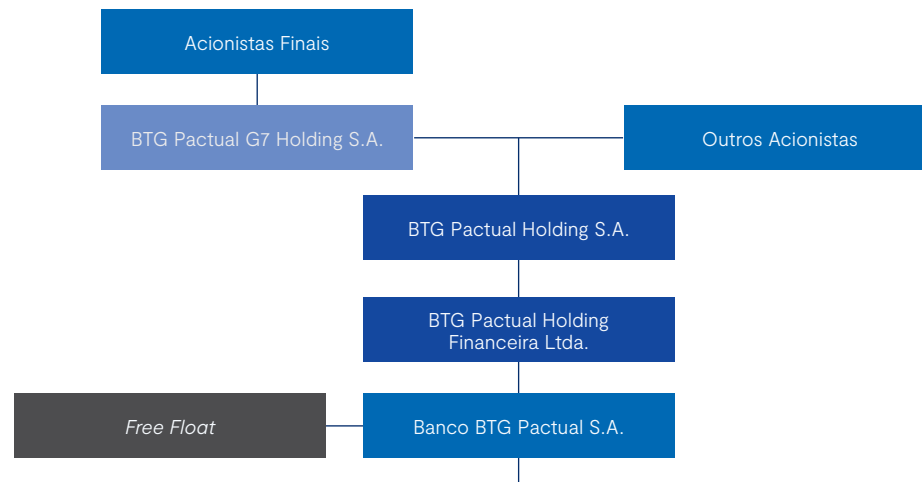 Acionistas Finais
BTG Pactual G7 Holding S.A.
Outros Acionistas
BTG Pactual Holding S.A.
BTG Pactual Holding
Financeira Ltda.
Free Float
Banco BTG Pactual S.A.